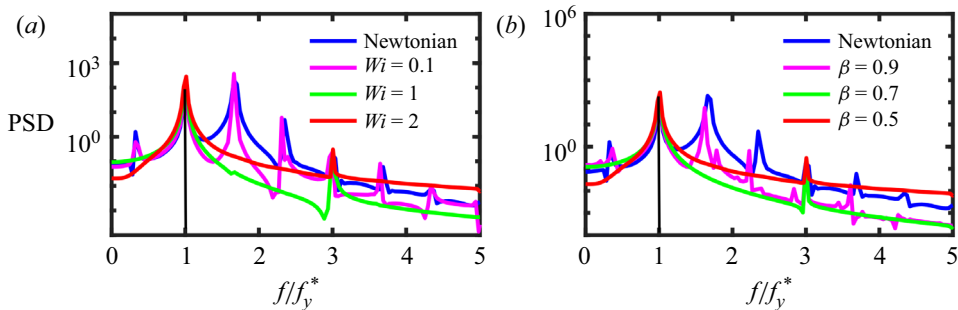 (a)
PSD
10^3
10^0
Newtonian
Wi = 0.1
Wi = 1
Wi = 2
0 1 2 3 4 5
f/f_y^*
(b)
10^6
10^0
Newtonian
β = 0.9
β = 0.7
β = 0.5
0 1 2 3 4 5
f/f_y^*